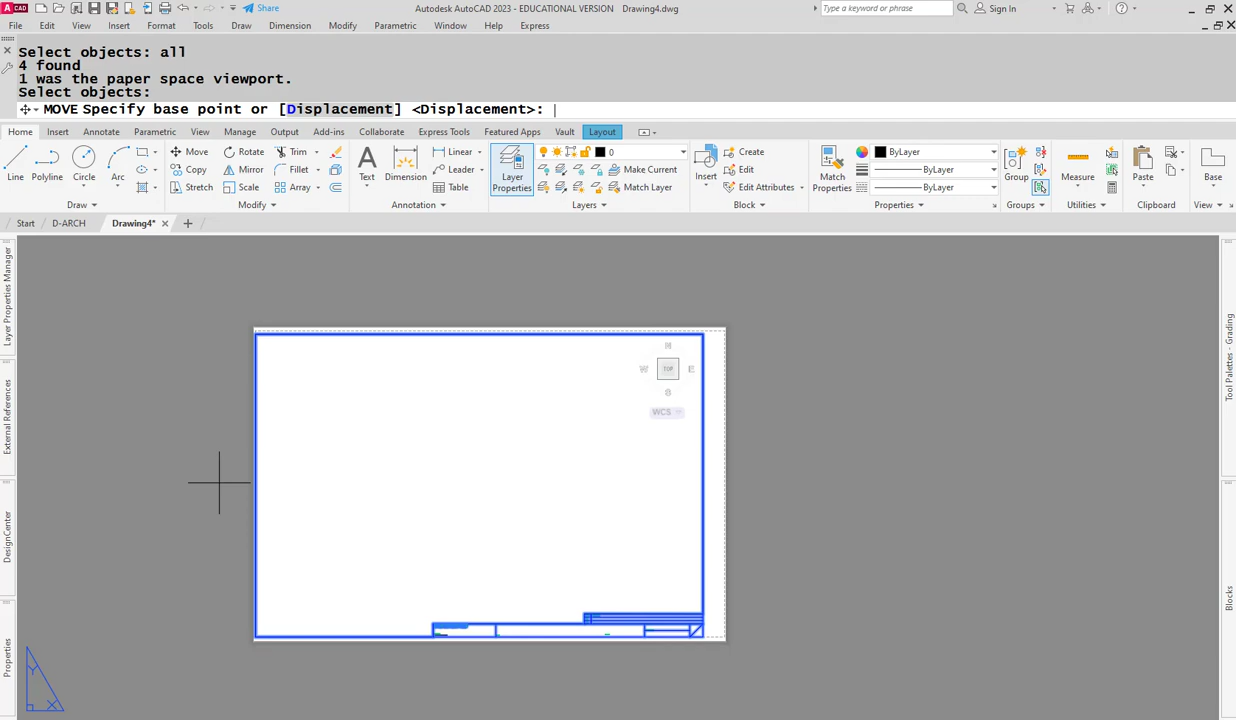 CAD
Share
Autodesk AutoCAD 2023 - EDUCATIONAL VERSION Drawing4.dwg
Type a keyword or phrase
Sign In
File Edit View Insert Format Tools Draw Dimension Modify Parametric Window Help Express
Select objects: all
4 found
1 was the paper space viewport.
Select objects:
MOVE Specify base point or [Displacement] <Displacement>:
Home Insert Annotate Parametric View Manage Output Add-ins Collaborate Express Tools Featured Apps Vault Layout
Line Polyline Circle Arc
Move Rotate Trim
Copy Mirror Fillet
Stretch Scale Array
Text Dimension
Linear
Leader
Table
Layer Properties
0
Make Current
Match Layer
Insert
Create
Edit
Edit Attributes
Match Properties
ByLayer
ByLayer
ByLayer
Group
Measure
Paste
Base
Draw Modify Annotation Layers Block Properties Groups Utilities Clipboard View
Start D-ARCH Drawing4*
Layer Properties Manager
External References
DesignCenter
Properties
N
W TOP E
S
WCS
Y
X
Tool Palettes - Grading
Blocks